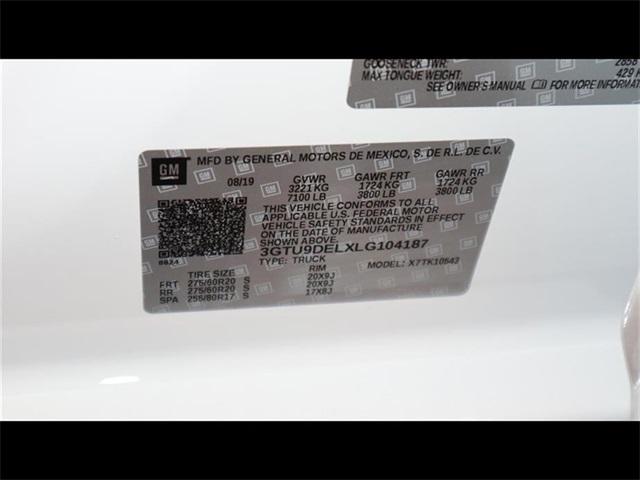 GOOSENECK TWR: 2858
MAX TONGUE WEIGHT: 429
SEE OWNER'S MANUAL FOR MORE INFORMAT
GM
MFD BY GENERAL MOTORS DE MEXICO, S. DE R.L. DE C.V.
08/19 GVWR GAWR FRT GAWR RR
3221 KG 1724 KG 1724 KG
7100 LB 3800 LB 3800 LB
THIS VEHICLE CONFORMS TO ALL
APPLICABLE U.S. FEDERAL MOTOR
VEHICLE SAFETY STANDARDS IN EFFECT
ON THE DATE OF MANUFACTURE
SHOWN ABOVE.
3GTU9DELXLG104187
8624 TYPE: TRUCK MODEL: X7TK10543
TIRE SIZE RIM
FRT 275/60R20 S 20X9J
RR 275/60R20 S 20X9J
SPA 255/80R17 S 17X8J